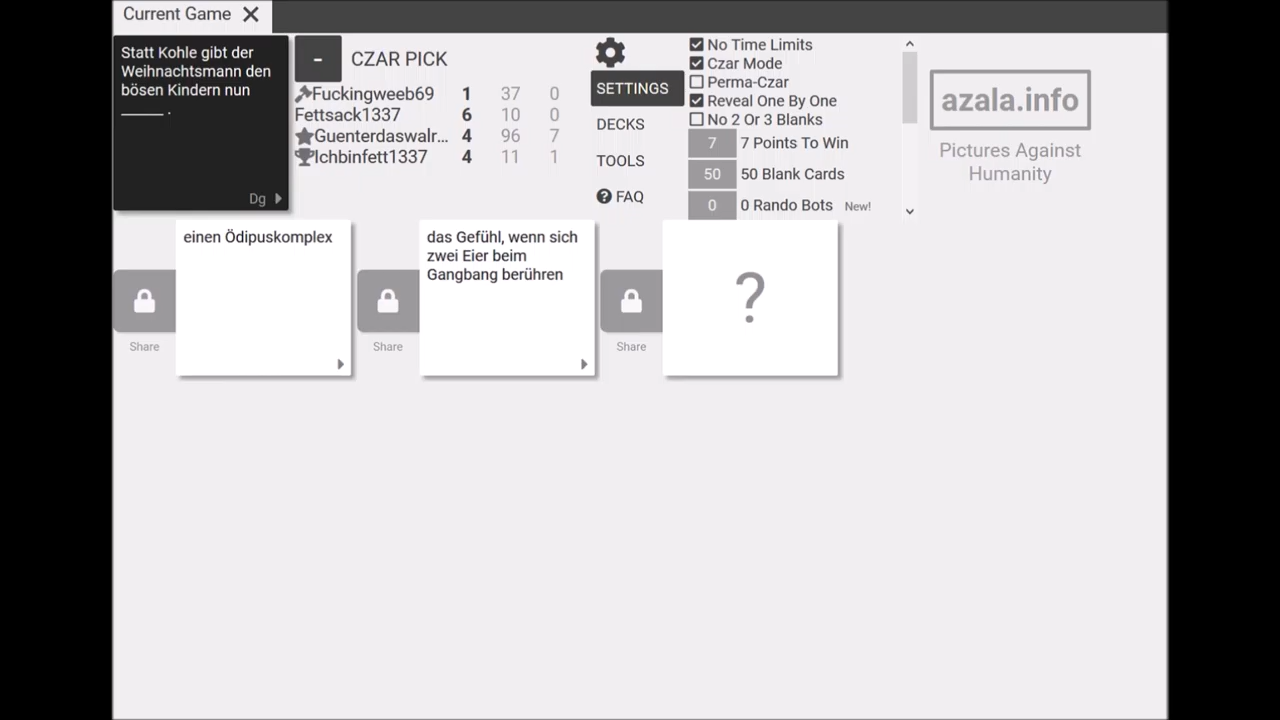 Current Game
Statt Kohle gibt der
Weihnachtsmann den
bösen Kindern nun
_____ .
Dg
-
CZAR PICK
Fuckingweeb69 1 37 0
Fettsack1337 6 10 0
Guenterdaswalr... 4 96 7
Ichbinfett1337 4 11 1
SETTINGS
DECKS
TOOLS
? FAQ
No Time Limits
Czar Mode
Perma-Czar
Reveal One By One
No 2 Or 3 Blanks
7 7 Points To Win
50 50 Blank Cards
0 0 Rando Bots New!
azala.info
Pictures Against
Humanity
einen Ödipuskomplex
Share
das Gefühl, wenn sich
zwei Eier beim
Gangbang berühren
Share
?
Share